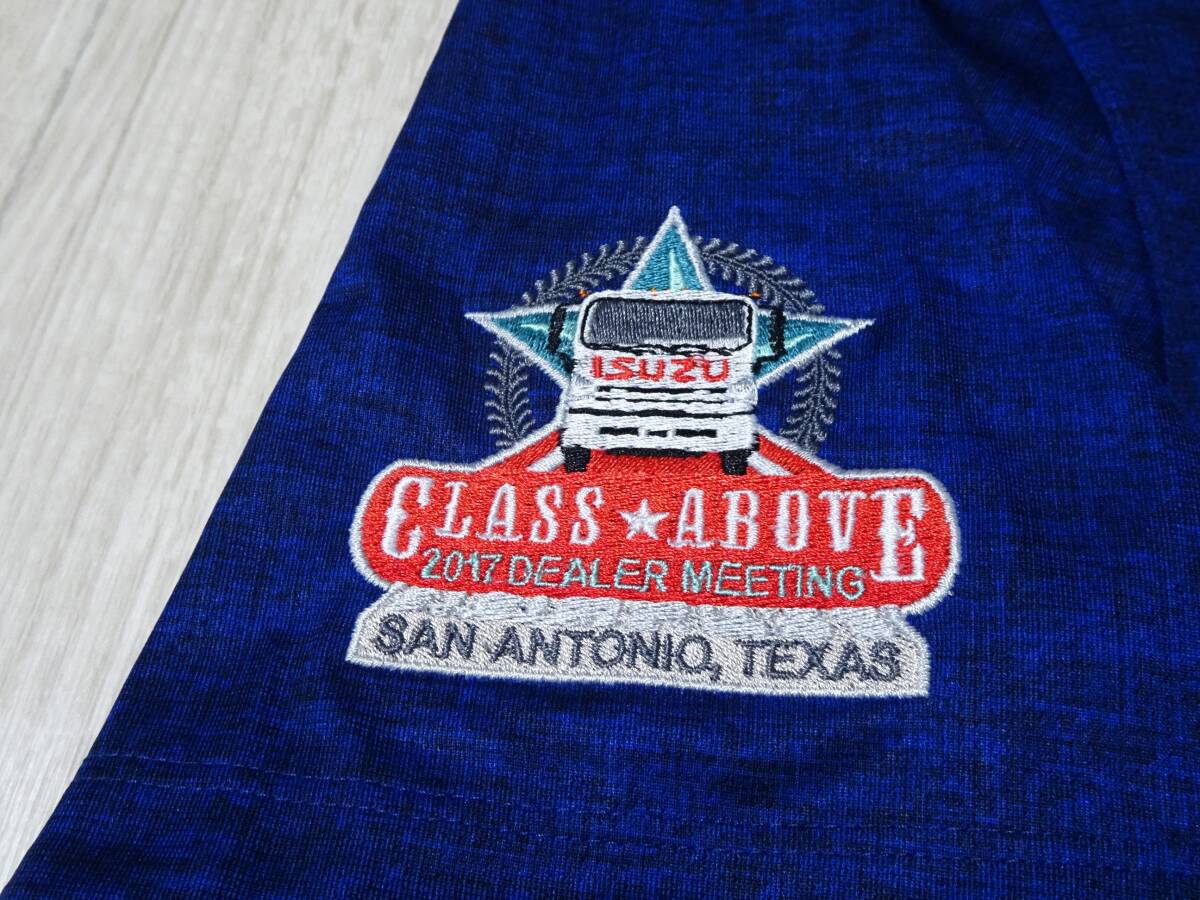 ISUZU
CLASS ★ ABOVE
2017 DEALER MEETING
SAN ANTONIO, TEXAS